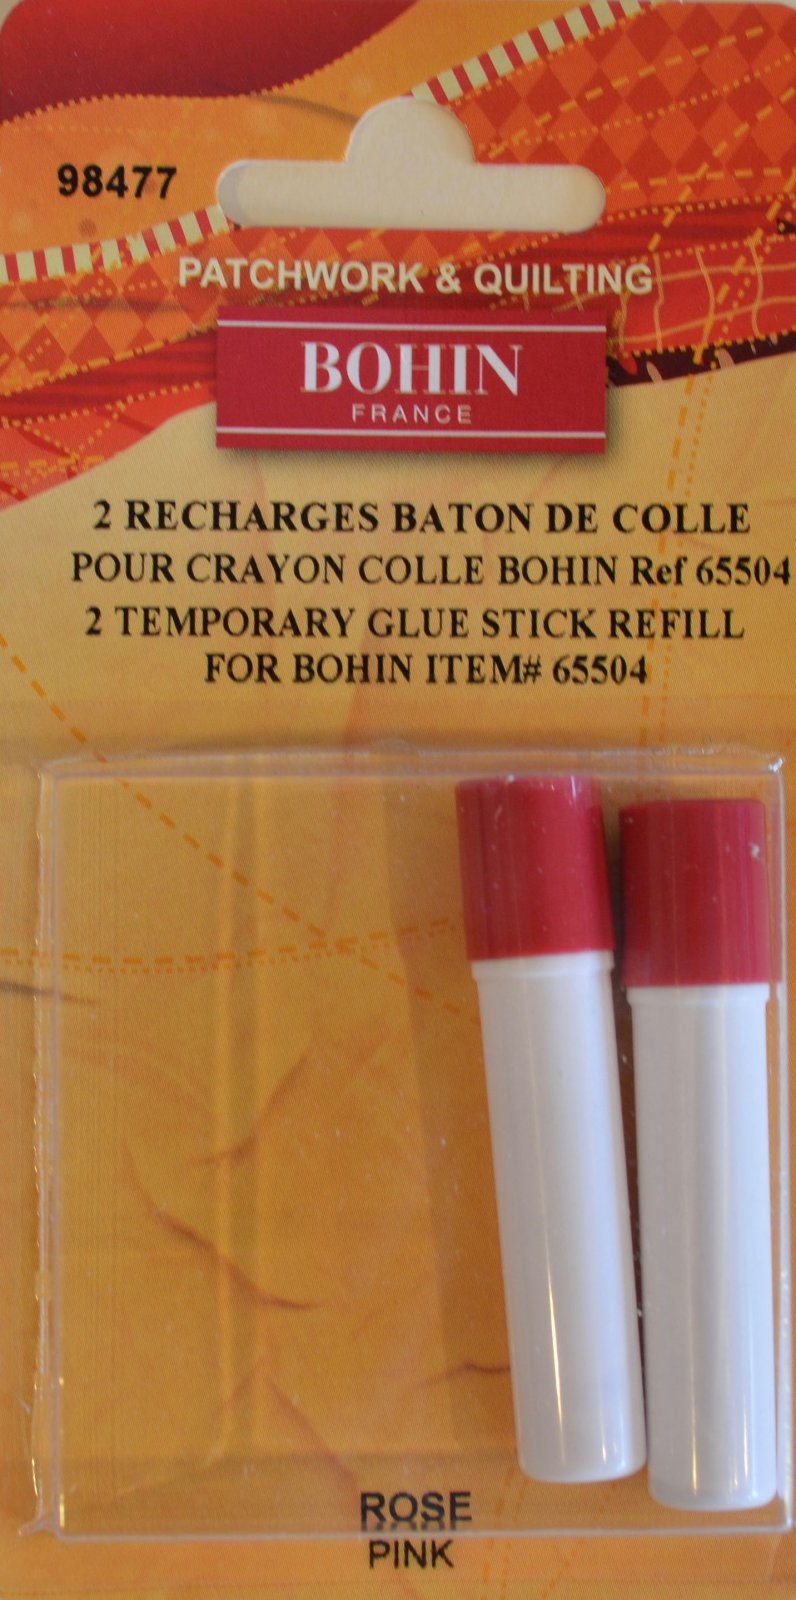 98477
PATCHWORK & QUILTING
BOHIN
FRANCE
2 RECHARGES BATON DE COLLE
POUR CRAYON COLLE BOHIN Ref 65504
2 TEMPORARY GLUE STICK REFILL
FOR BOHIN ITEM# 65504
ROSE
PINK